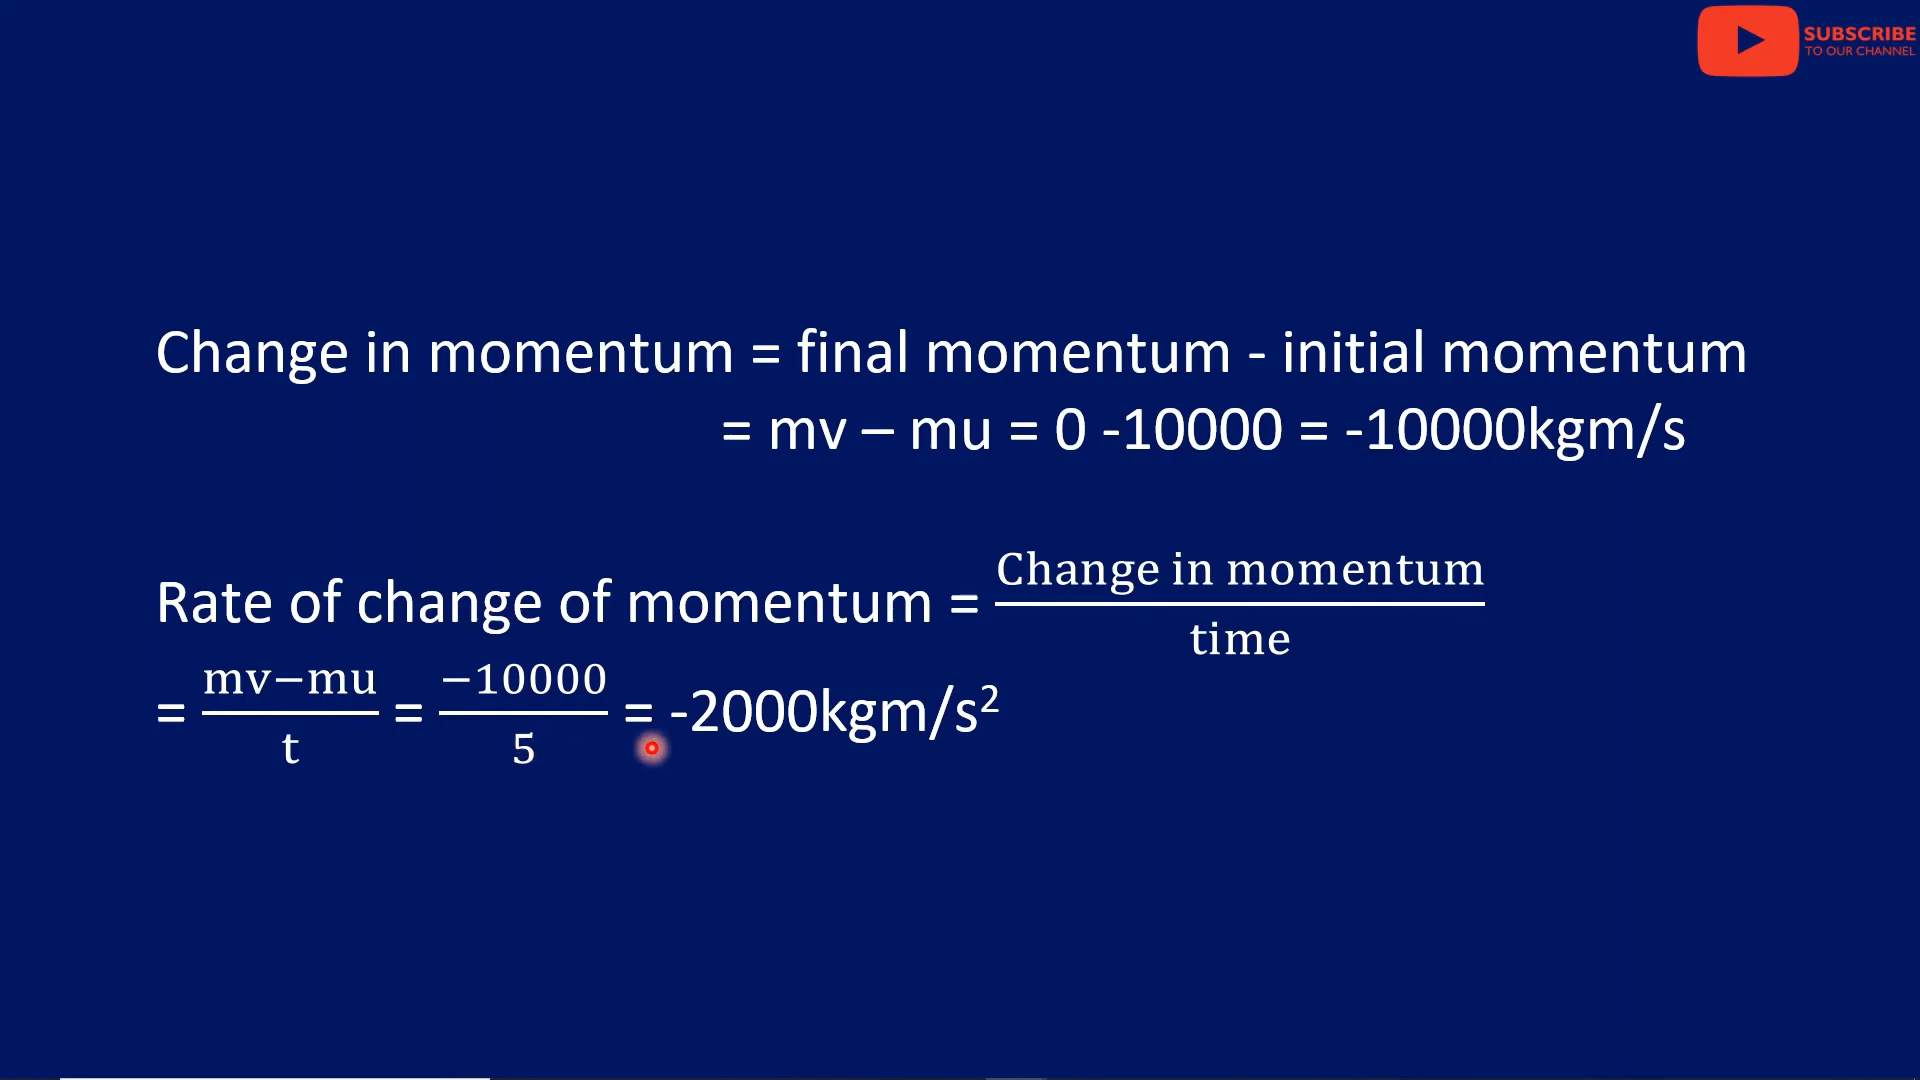 SUBSCRIBE
TO OUR CHANNEL
Change in momentum = final momentum - initial momentum
= mv – mu = 0 -10000 = -10000kgm/s
Rate of change of momentum = Change in momentum / time
= mv−mu / t = −10000 / 5 = -2000kgm/s²